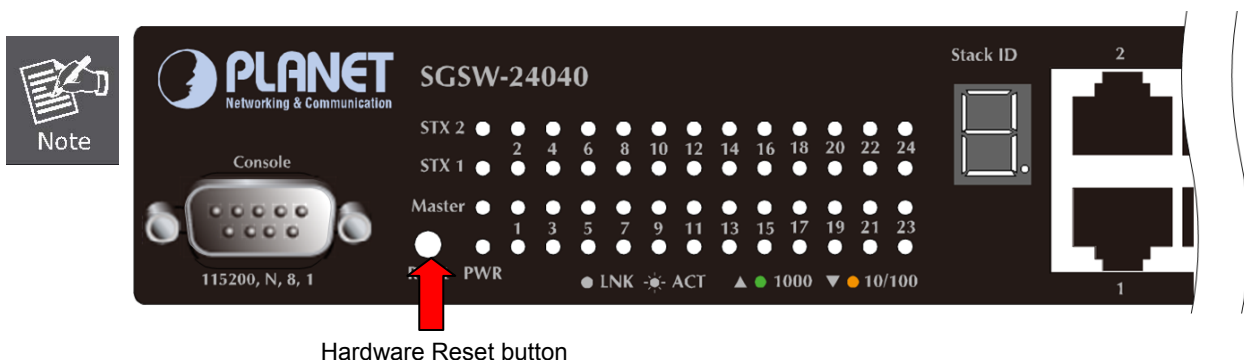 Note
PLANET
Networking & Communication
SGSW-24040
Stack ID
2
STX 2
2 4 6 8 10 12 14 16 18 20 22 24
STX 1
Console
Master
1 3 5 7 9 11 13 15 17 19 21 23
PWR
115200, N, 8, 1
LNK ACT 1000 10/100
1
Hardware Reset button